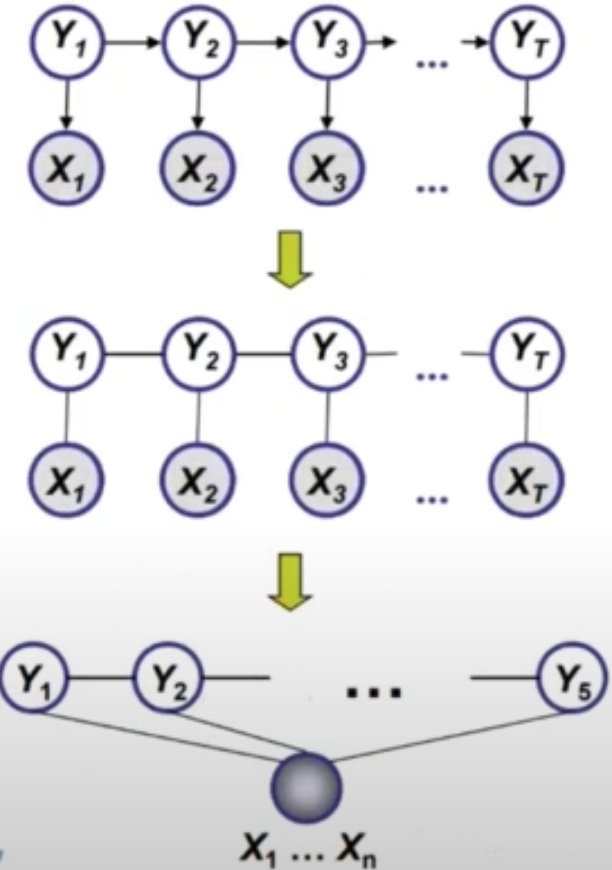 Y1 Y2 Y3 ... YT
X1 X2 X3 ... XT
Y1 Y2 Y3 ... YT
X1 X2 X3 ... XT
Y1 Y2 ... Y5
X1 ... Xn